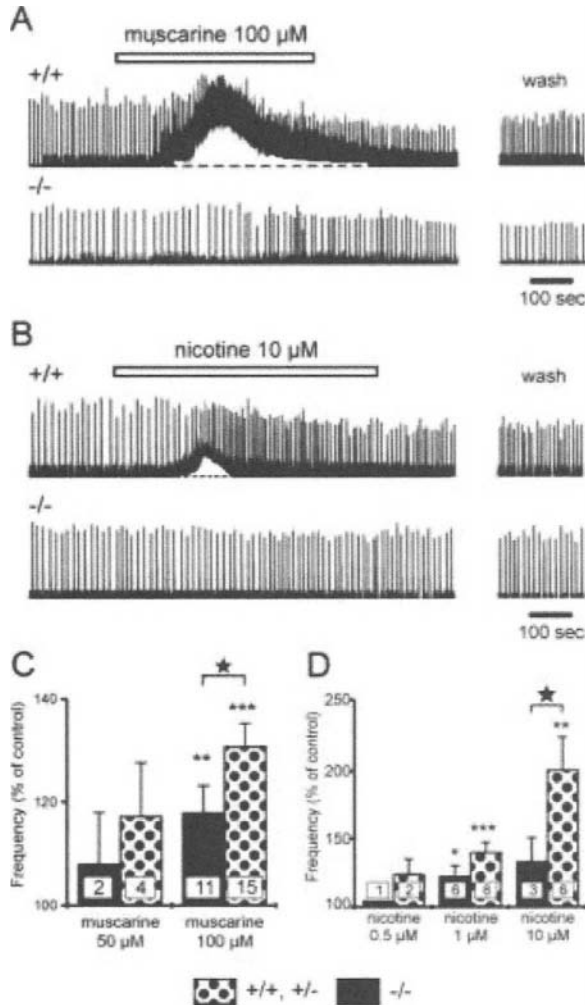 A
muscarine 100 µM
+/+
wash
-/-
100 sec
B
nicotine 10 µM
+/+
wash
-/-
100 sec
C
D
Frequency (% of control)
140
120
100
** ***
2 4 11 15
muscarine 50 µM
muscarine 100 µM
Frequency (% of control)
250
200
150
100
* *** **
1 2 6 8 3 6
nicotine 0.5 µM
nicotine 1 µM
nicotine 10 µM
+/+, +/- -/-